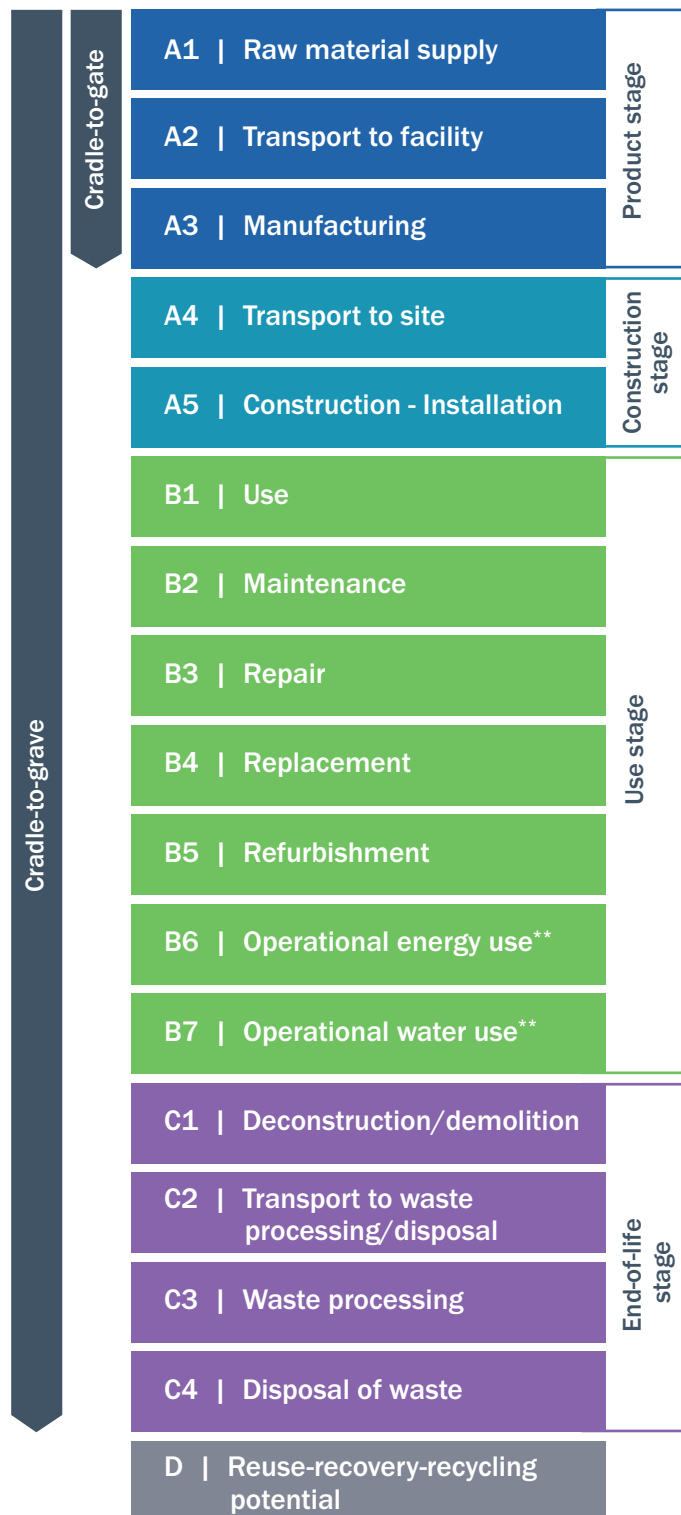 Cradle-to-grave
Cradle-to-gate
A1 | Raw material supply
A2 | Transport to facility
A3 | Manufacturing
Product stage
A4 | Transport to site
A5 | Construction - Installation
Construction
stage
B1 | Use
B2 | Maintenance
B3 | Repair
B4 | Replacement
B5 | Refurbishment
B6 | Operational energy use**
B7 | Operational water use**
Use stage
C1 | Deconstruction/demolition
C2 | Transport to waste
processing/disposal
C3 | Waste processing
C4 | Disposal of waste
End-of-life
stage
D | Reuse-recovery-recycling
potential